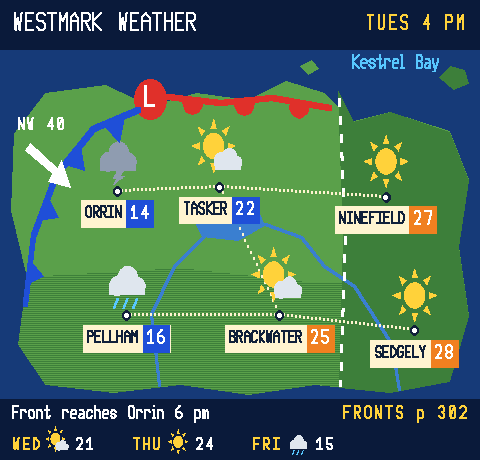 WESTMARK WEATHER
TUES 4 PM
Kestrel Bay
L
NW 40
ORRIN 14
TASKER 22
NINEFIELD 27
PELLHAM 16
BRACKWATER 25
SEDGELY 28
Front reaches Orrin 6 pm
FRONTS p 302
WED 21
THU 24
FRI 15